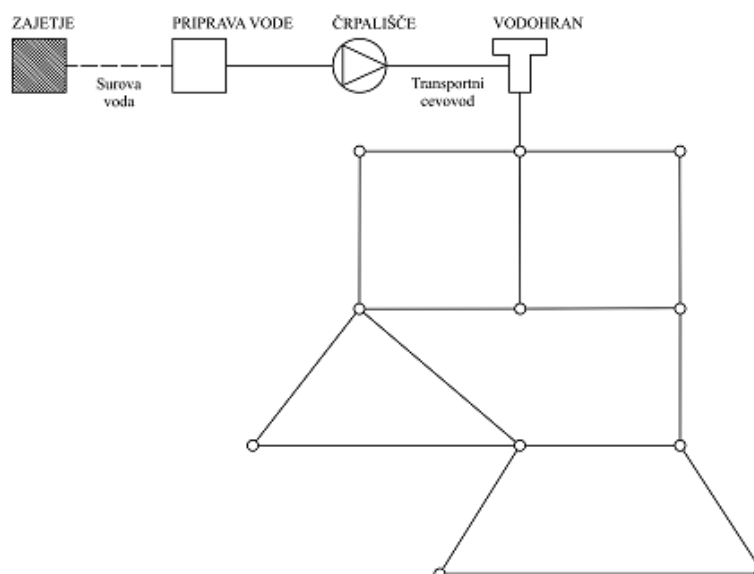 ZAJETJE
PRIPRAVA VODE
ČRPALIŠČE
VODOHRAN
Surova
voda
Transportni
cevovod